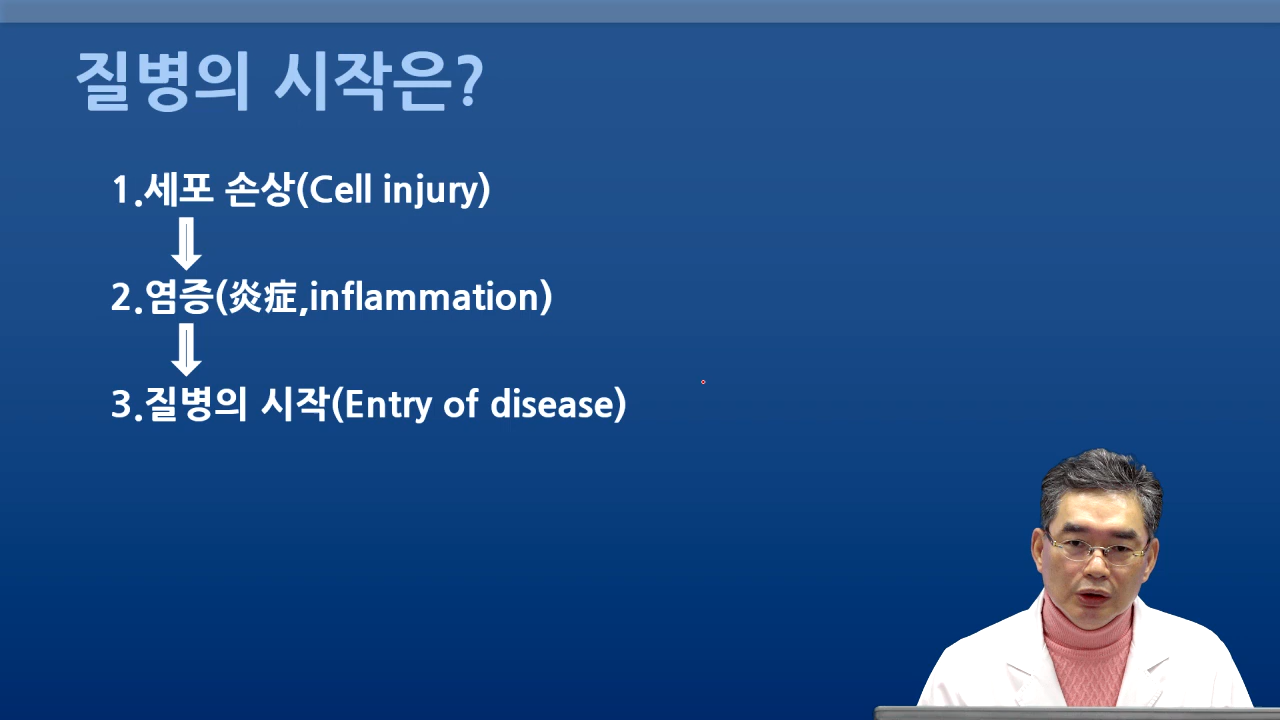 질병의 시작은?
1.세포 손상(Cell injury)
2.염증(炎症,inflammation)
3.질병의 시작(Entry of disease)